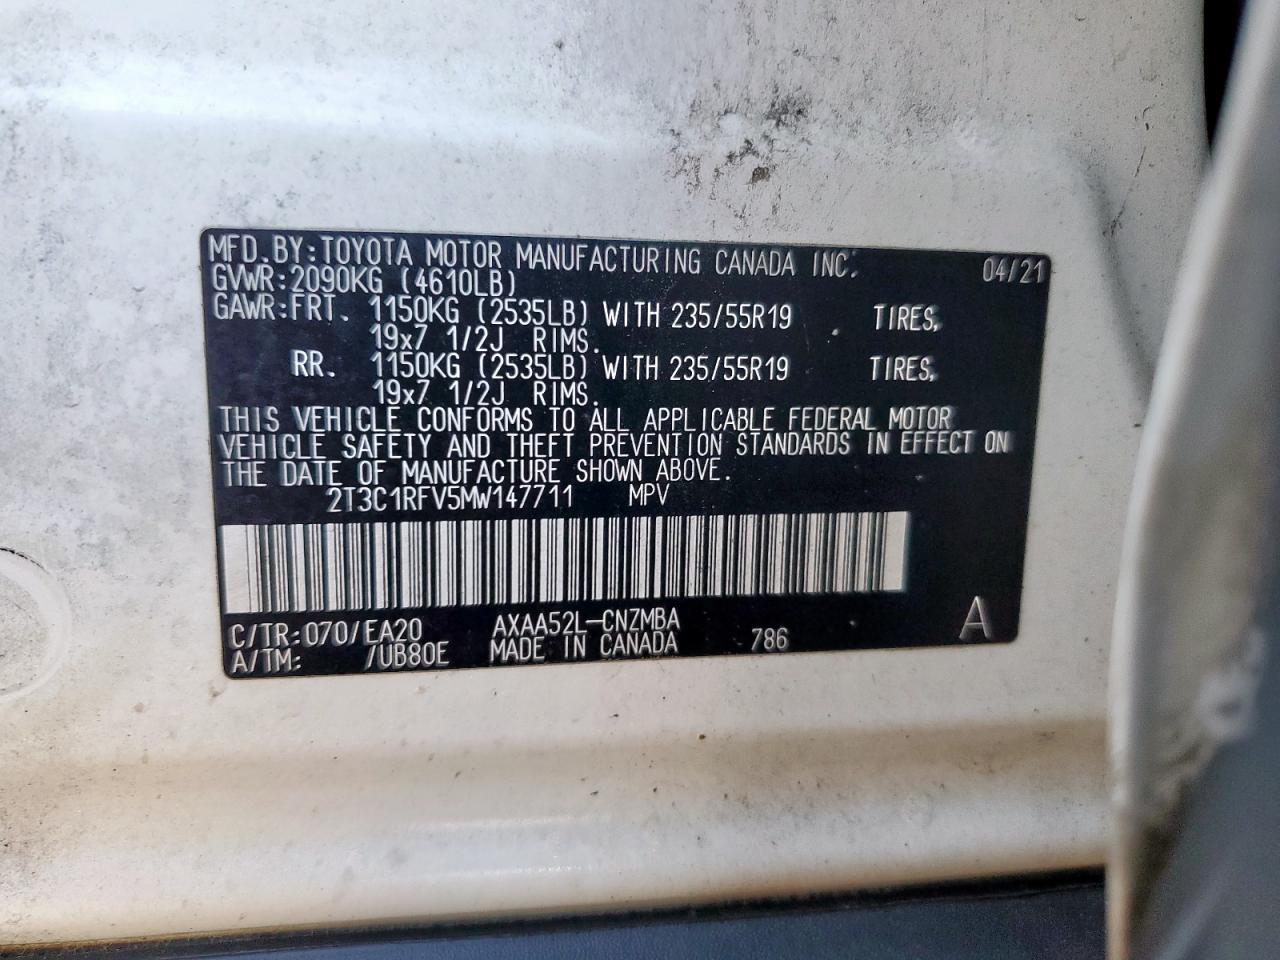 MFD.BY:TOYOTA MOTOR MANUFACTURING CANADA INC. 04/21
GVWR:2090KG (4610LB)
GAWR:FRT. 1150KG (2535LB) WITH 235/55R19 TIRES,
19x7 1/2J RIMS.
RR. 1150KG (2535LB) WITH 235/55R19 TIRES,
19x7 1/2J RIMS.
THIS VEHICLE CONFORMS TO ALL APPLICABLE FEDERAL MOTOR
VEHICLE SAFETY AND THEFT PREVENTION STANDARDS IN EFFECT ON
THE DATE OF MANUFACTURE SHOWN ABOVE.
2T3C1RFV5MW147711 MPV
C/TR:070/EA20 AXAA52L-CNZMBA
A/TM: /UB80E MADE IN CANADA 786 A